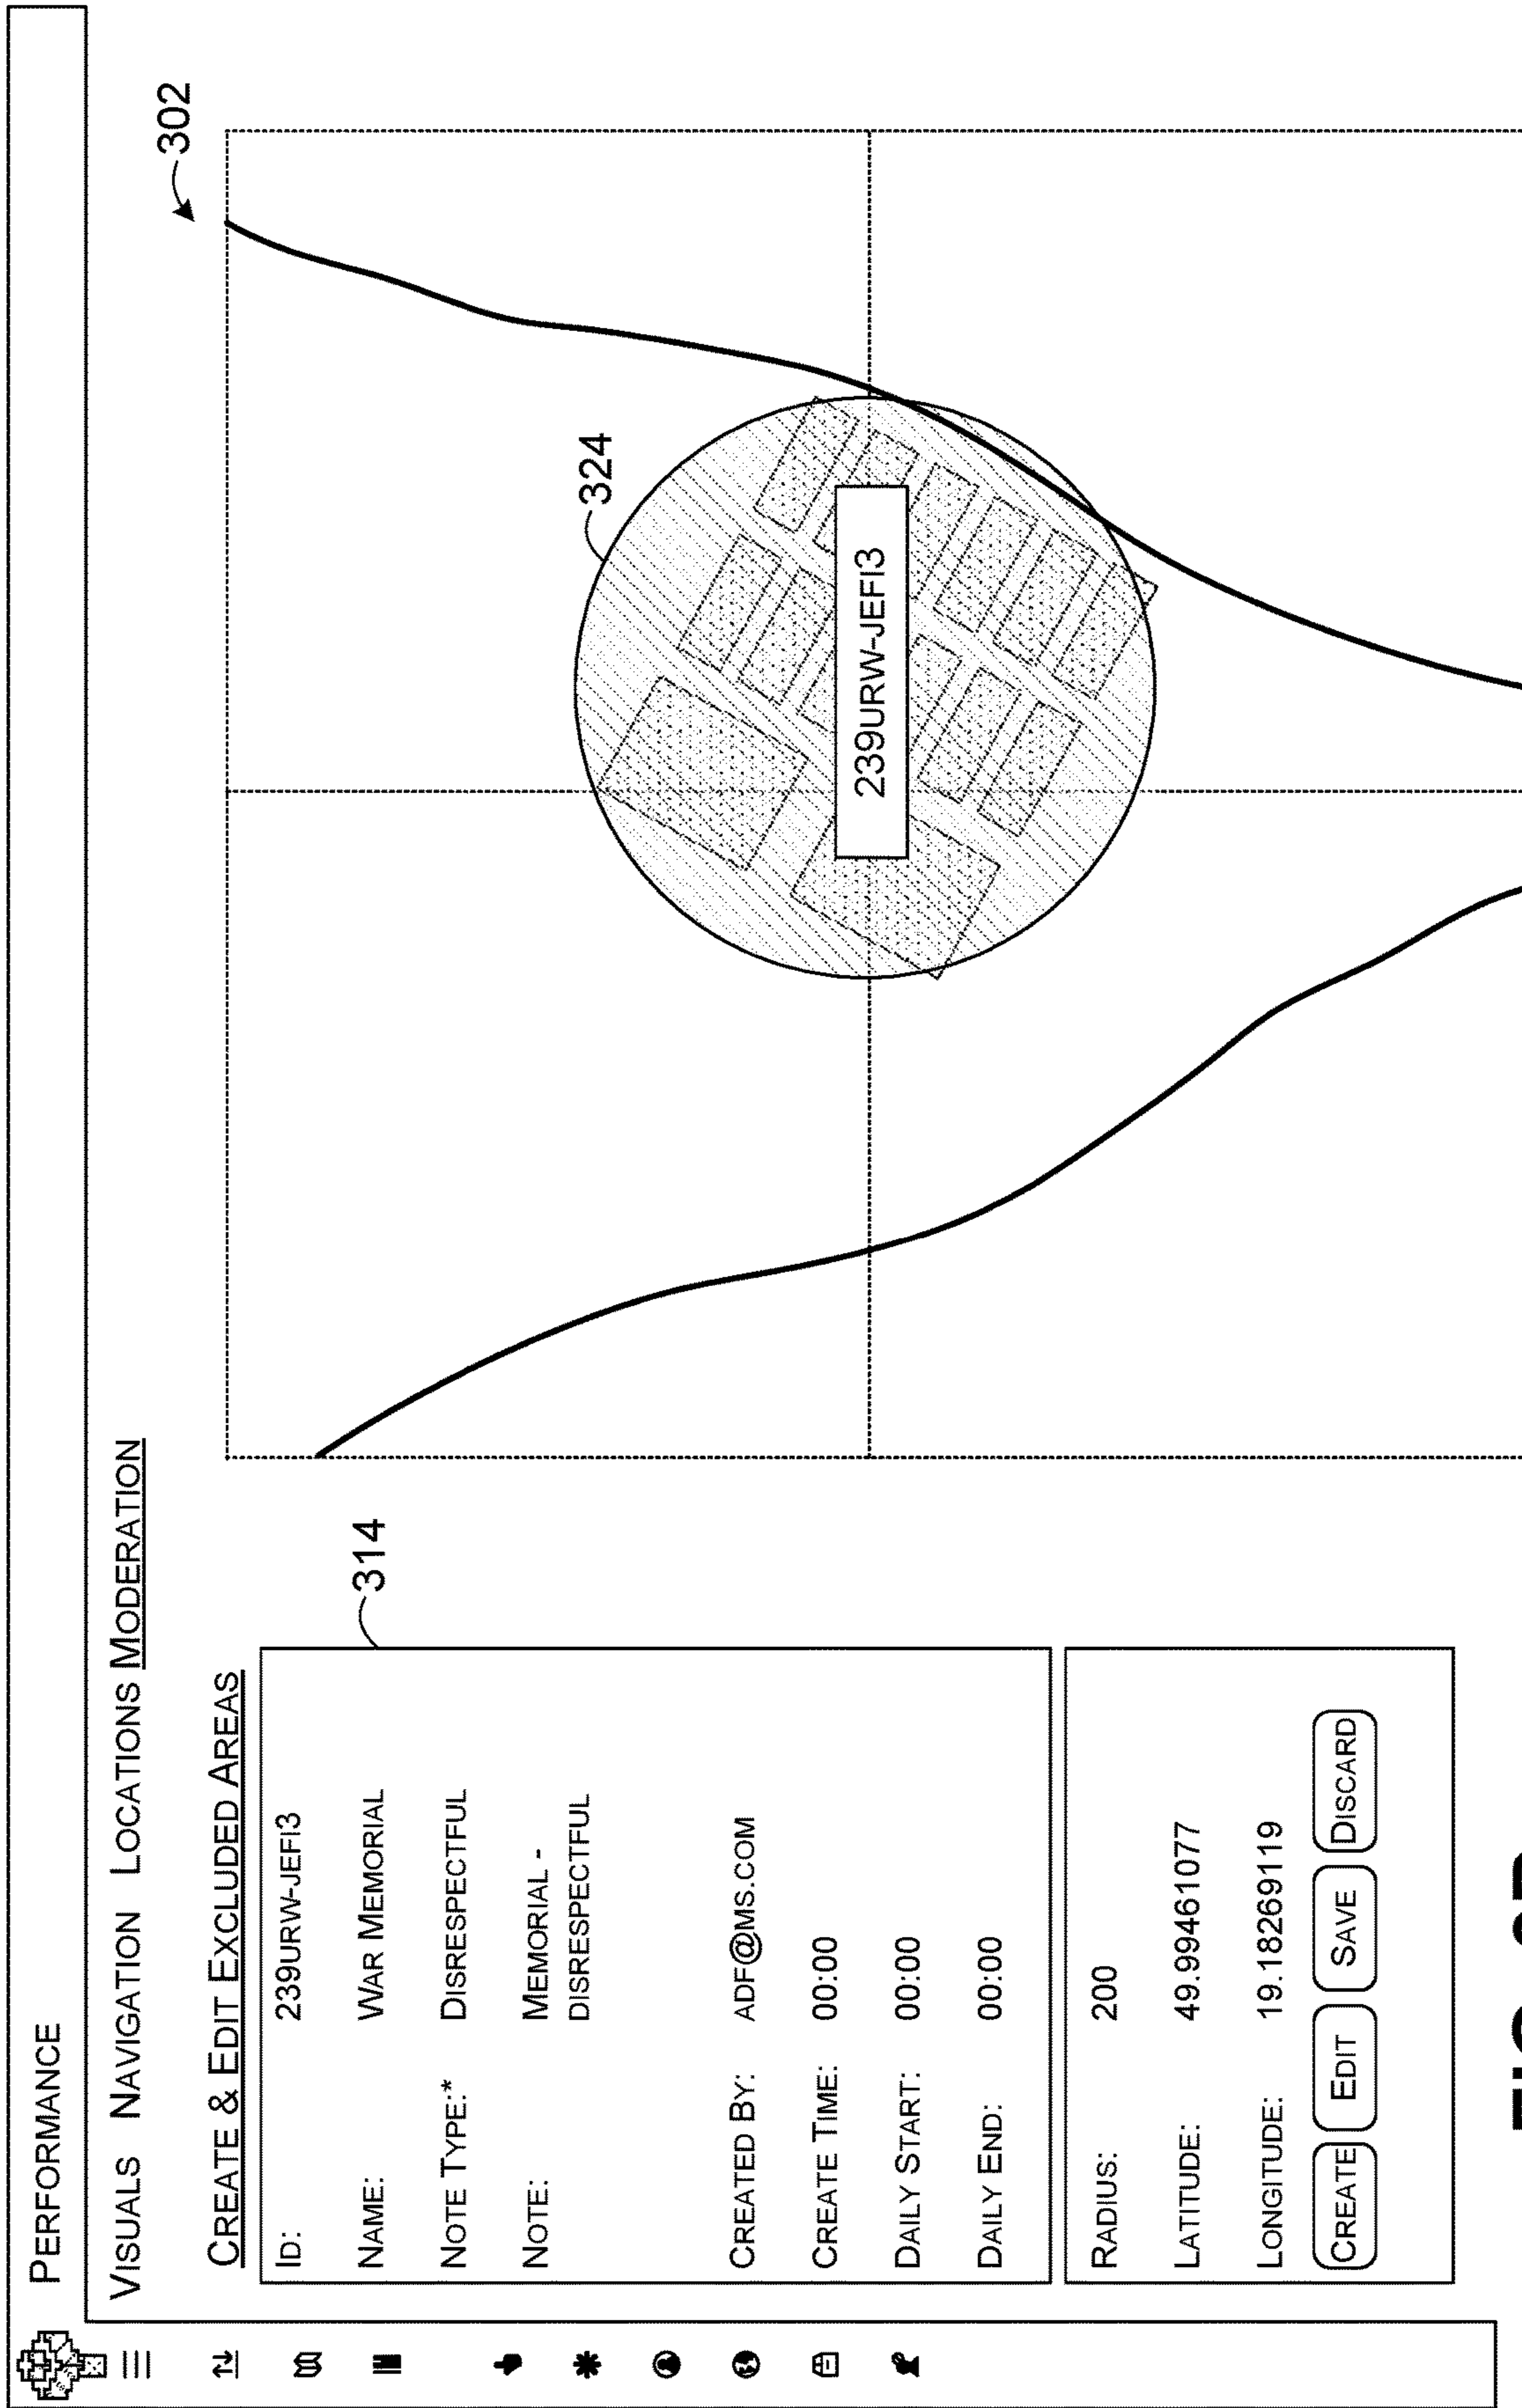 PERFORMANCE
VISUALS NAVIGATION LOCATIONS MODERATION
CREATE & EDIT EXCLUDED AREAS
ID: 239URW-JEFI3
NAME: WAR MEMORIAL
NOTE TYPE:* DISRESPECTFUL
NOTE: MEMORIAL -
DISRESPECTFUL
CREATED BY: ADF@MS.COM
CREATE TIME: 00:00
DAILY START: 00:00
DAILY END: 00:00
314
RADIUS: 200
LATITUDE: 49.99461077
LONGITUDE: 19.18269119
CREATE EDIT SAVE DISCARD
302
324
239URW-JEFI3